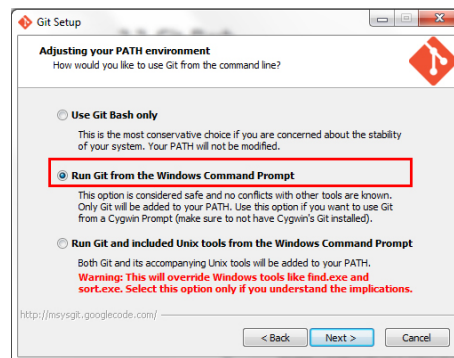 Git Setup
Adjusting your PATH environment
How would you like to use Git from the command line?
Use Git Bash only
This is the most conservative choice if you are concerned about the stability
of your system. Your PATH will not be modified.
Run Git from the Windows Command Prompt
This option is considered safe and no conflicts with other tools are known.
Only Git will be added to your PATH. Use this option if you want to use Git
from a Cygwin Prompt (make sure to not have Cygwin's Git installed).
Run Git and included Unix tools from the Windows Command Prompt
Both Git and its accompanying Unix tools will be added to your PATH.
Warning: This will override Windows tools like find.exe and
sort.exe. Select this option only if you understand the implications.
http://msysgit.googlecode.com/
< Back Next > Cancel